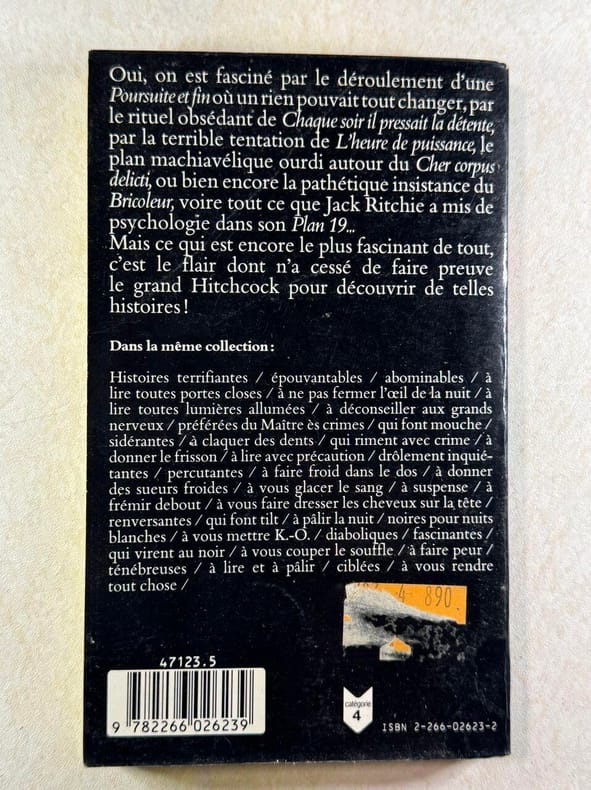 Oui, on est fasciné par le déroulement d'une
Poursuite et fin où un rien pouvait tout changer, par
le rituel obsédant de Chaque soir il pressait la détente,
par la terrible tentation de L'heure de puissance, le
plan machiavélique ourdi autour du Cher corpus
delicti, ou bien encore la pathétique insistance du
Bricoleur, voire tout ce que Jack Ritchie a mis de
psychologie dans son Plan 19...
Mais ce qui est encore le plus fascinant de tout,
c'est le flair dont n'a cessé de faire preuve
le grand Hitchcock pour découvrir de telles
histoires !
Dans la même collection :
Histoires terrifiantes / épouvantables / abominables / à
lire toutes portes closes / à ne pas fermer l'œil de la nuit / à
lire toutes lumières allumées / à déconseiller aux grands
nerveux / préférées du Maître ès crimes / qui font mouche /
sidérantes / à claquer des dents / qui riment avec crime / à
donner le frisson / à lire avec précaution / drôlement inquié-
tantes / percutantes / à faire froid dans le dos / à donner
des sueurs froides / à vous glacer le sang / à suspense / à
frémir debout / à vous faire dresser les cheveux sur la tête /
renversantes / qui font tilt / à pâlir la nuit / noires pour nuits
blanches / à vous mettre K.-O. / diaboliques / fascinantes /
qui virent au noir / à vous couper le souffle / à faire peur /
ténébreuses / à lire et à pâlir / ciblées / à vous rendre
tout chose /
4 890.
47123.5
9 782266 026239
catégorie
4
ISBN 2-266-02623-2